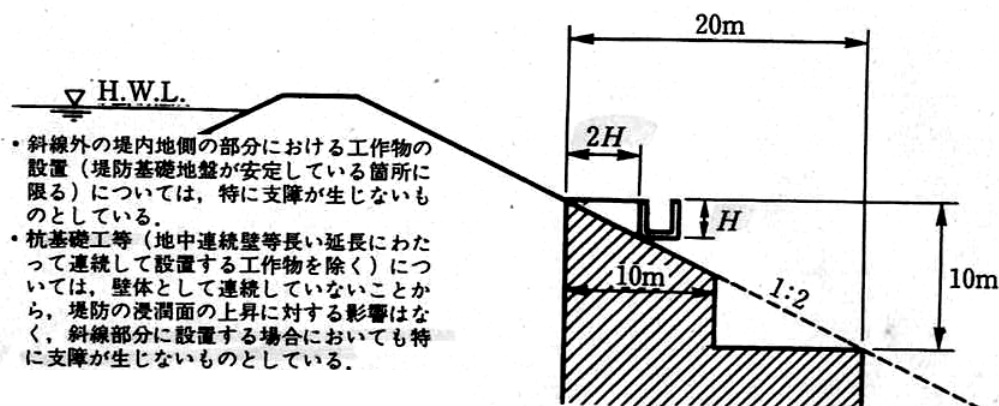 20m
H.W.L.
・斜線外の堤内地側の部分における工作物の
設置（堤防基礎地盤が安定している箇所に
限る）については，特に支障が生じないも
のとしている．
・杭基礎工等（地中連続壁等長い延長にわた
って連続して設置する工作物を除く）につ
いては，壁体として連続していないことか
ら，堤防の浸潤面の上昇に対する影響はな
く，斜線部分に設置する場合においても特
に支障が生じないものとしている．
2H
H
10m
1:2
10m